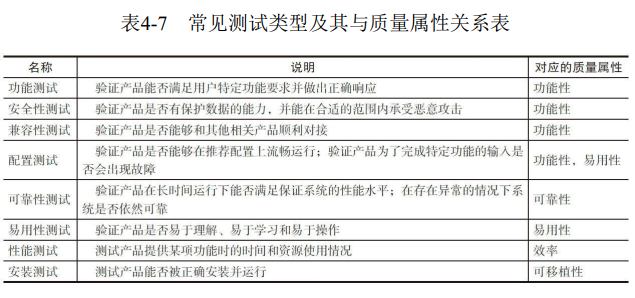 表4-7 常见测试类型及其与质量属性关系表
名称 说明 对应的质量属性
功能测试 验证产品能否满足用户特定功能要求并做出正确响应 功能性
安全性测试 验证产品是否有保护数据的能力，并能在合适的范围内承受恶意攻击 功能性
兼容性测试 验证产品是否能够和其他相关产品顺利对接 功能性
配置测试 验证产品是否能够在推荐配置上流畅运行；验证产品为了完成特定功能的输入是
否会出现故障 功能性，易用性
可靠性测试 验证产品在长时间运行下能否满足保证系统的性能水平；在存在异常的情况下系
统是否依然可靠 可靠性
易用性测试 验证产品是否易于理解、易于学习和易于操作 易用性
性能测试 测试产品提供某项功能时的时间和资源使用情况 效率
安装测试 测试产品能否被正确安装并运行 可移植性